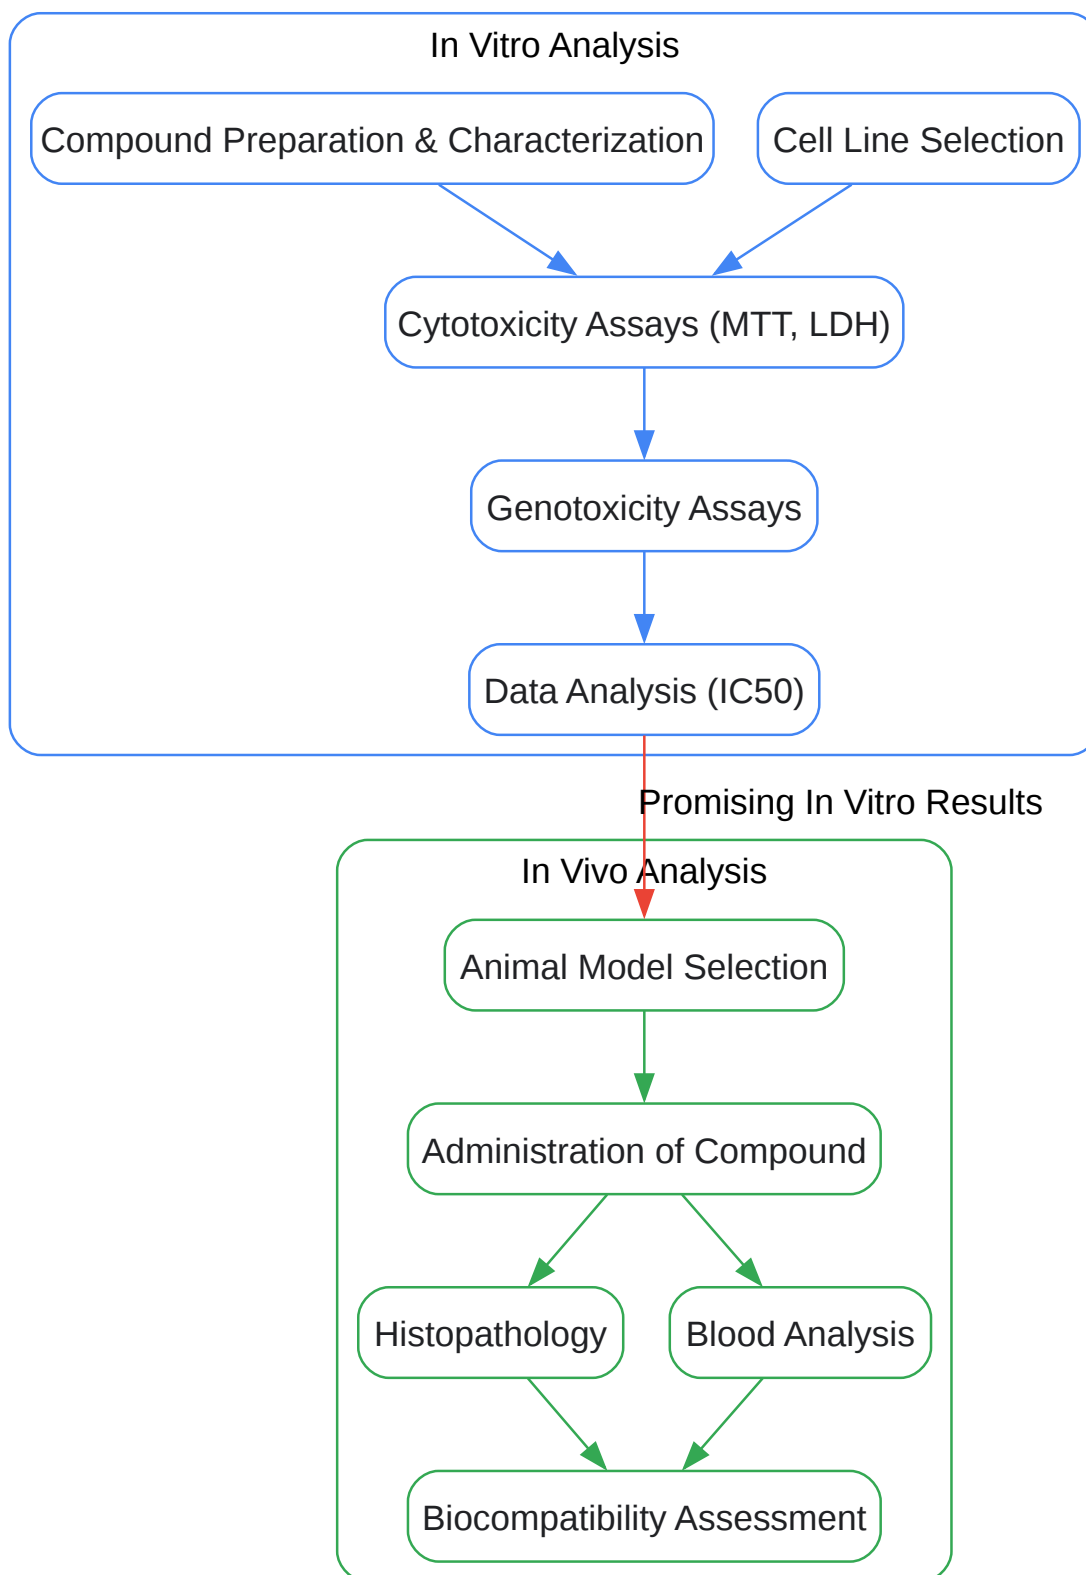 In Vitro Analysis
Compound Preparation & Characterization
Cell Line Selection
Cytotoxicity Assays (MTT, LDH)
Genotoxicity Assays
Data Analysis (IC50)
Promising In Vitro Results
In Vivo Analysis
Animal Model Selection
Administration of Compound
Histopathology
Blood Analysis
Biocompatibility Assessment